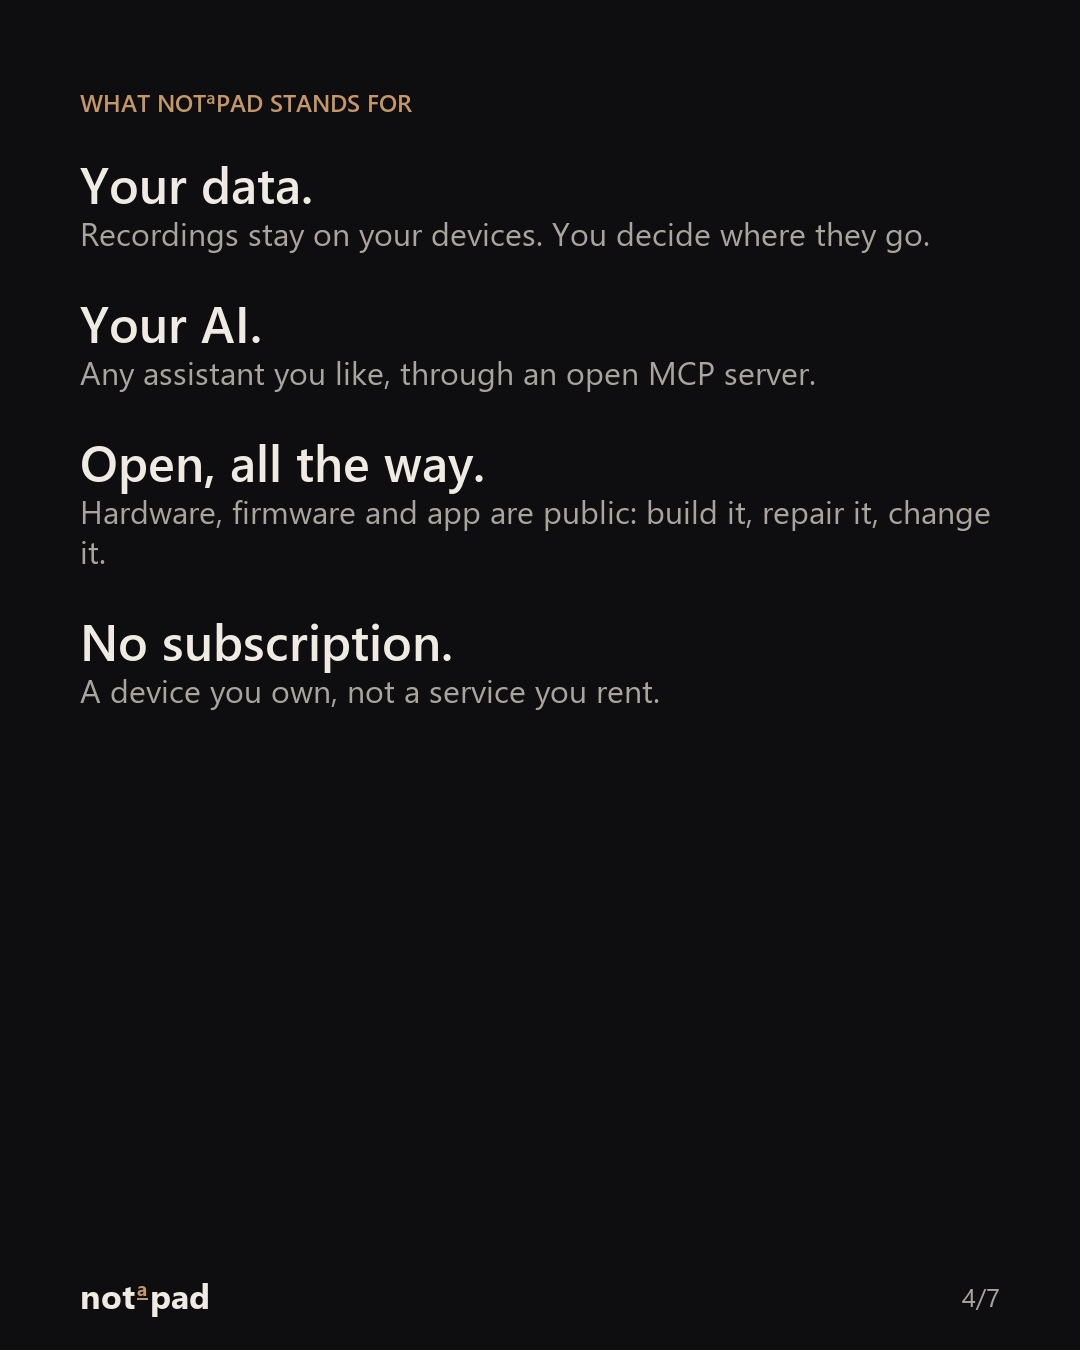 WHAT NOTªPAD STANDS FOR
Your data.
Recordings stay on your devices. You decide where they go.
Your AI.
Any assistant you like, through an open MCP server.
Open, all the way.
Hardware, firmware and app are public: build it, repair it, change
it.
No subscription.
A device you own, not a service you rent.
notªpad
4/7